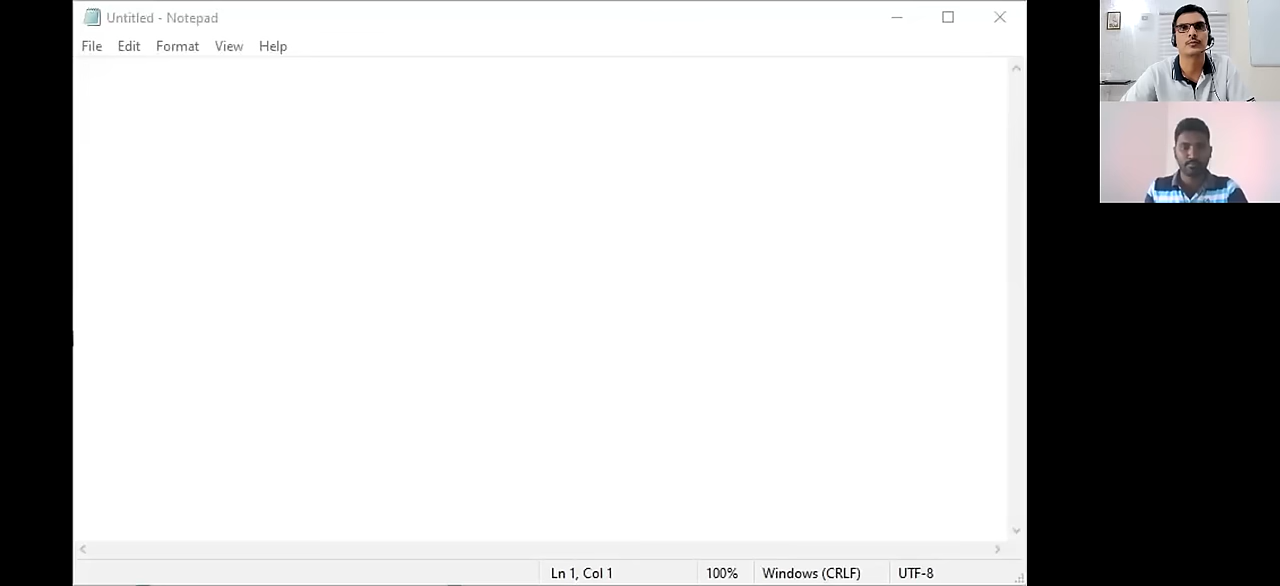 Untitled - Notepad
File Edit Format View Help
Ln 1, Col 1 100% Windows (CRLF) UTF-8